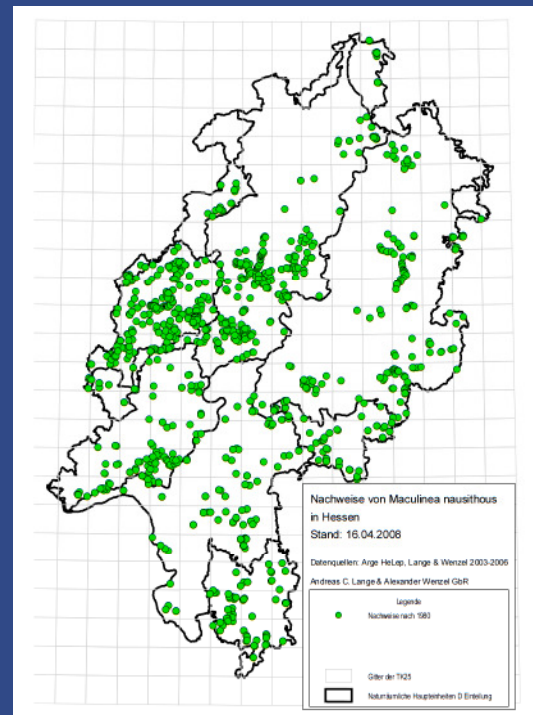 Nachweise von Maculinea nausithous
in Hessen
Stand: 16.04.2008
Datenquellen: Arge HeLep, Lange & Wenzel 2003-2006
Andreas C. Lange & Alexander Wenzel GbR
Legende
Nachweise nach 1980
Gitter der TK25
Naturräumliche Haupteinheiten D Einteilung